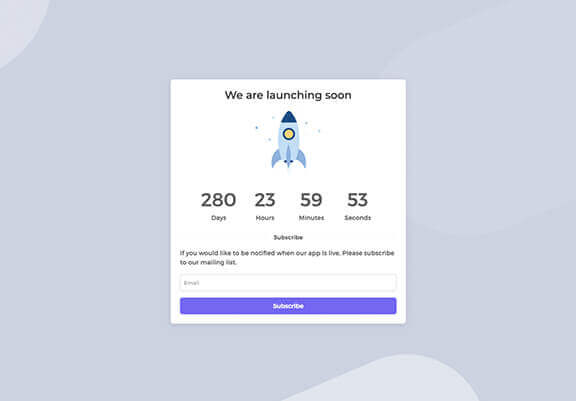 We are launching soon
280 23 59 53
Days Hours Minutes Seconds
Subscribe
If you would like to be notified when our app is live, Please subscribe
to our mailing list.
Email
Subscribe